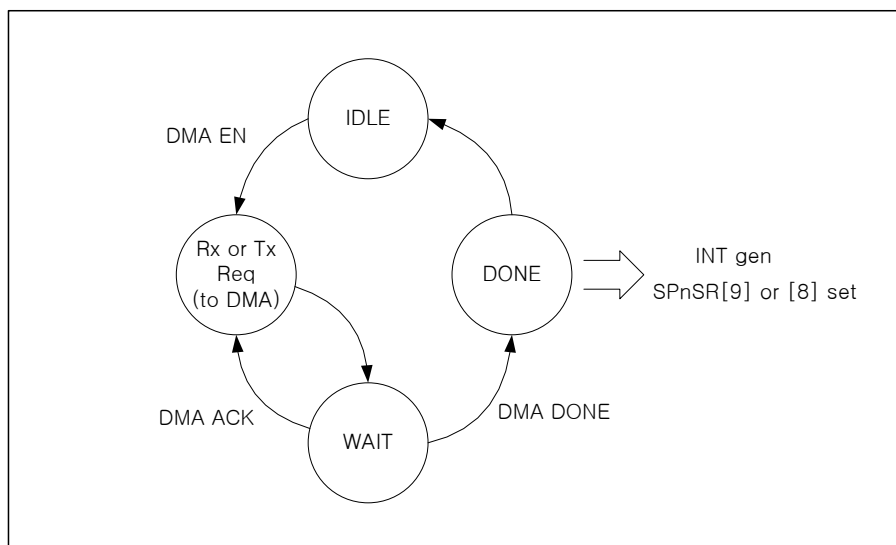 IDLE
DMA EN
Rx or Tx
Req
(to DMA)
DONE
INT gen
SPnSR[9] or [8] set
DMA ACK
WAIT
DMA DONE